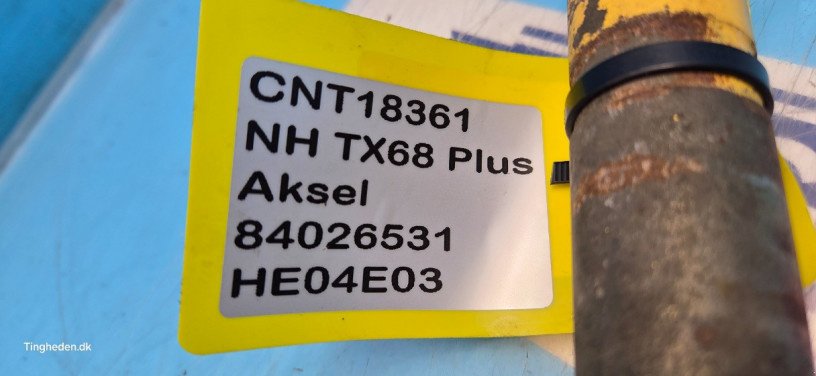 CNT18361
NH TX68 Plus
Aksel
84026531
HE04E03
Tingheden.dk